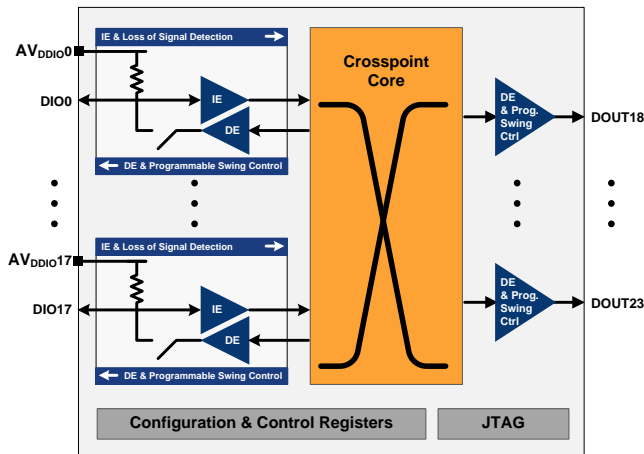 IE & Loss of Signal Detection
AVDDIO0
DIO0
IE
DE
DE & Programmable Swing Control
IE & Loss of Signal Detection
AVDDIO17
DIO17
IE
DE
DE & Programmable Swing Control
Crosspoint
Core
DE
& Prog.
Swing
Ctrl
DOUT18
DE
& Prog.
Swing
Ctrl
DOUT23
Configuration & Control Registers
JTAG